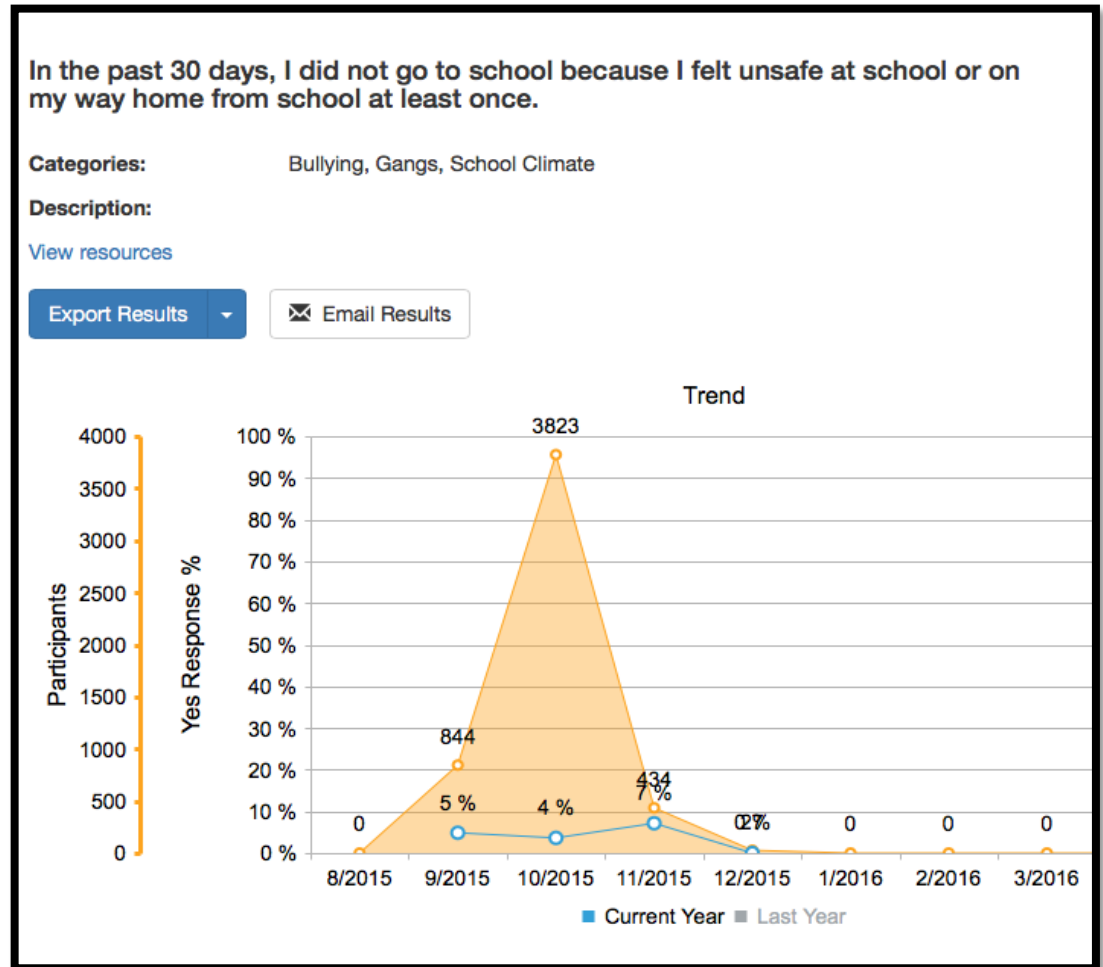 In the past 30 days, I did not go to school because I felt unsafe at school or on
my way home from school at least once.
Categories: Bullying, Gangs, School Climate
Description:
View resources
Export Results
Email Results
Trend
Participants
4000
3500
3000
2500
2000
1500
1000
500
0
Yes Response %
100 %
90 %
80 %
70 %
60 %
50 %
40 %
30 %
20 %
10 %
0 %
0
844
3823
434
0
0
0
5 %
4 %
7 %
8/2015 9/2015 10/2015 11/2015 12/2015 1/2016 2/2016 3/2016
Current Year Last Year